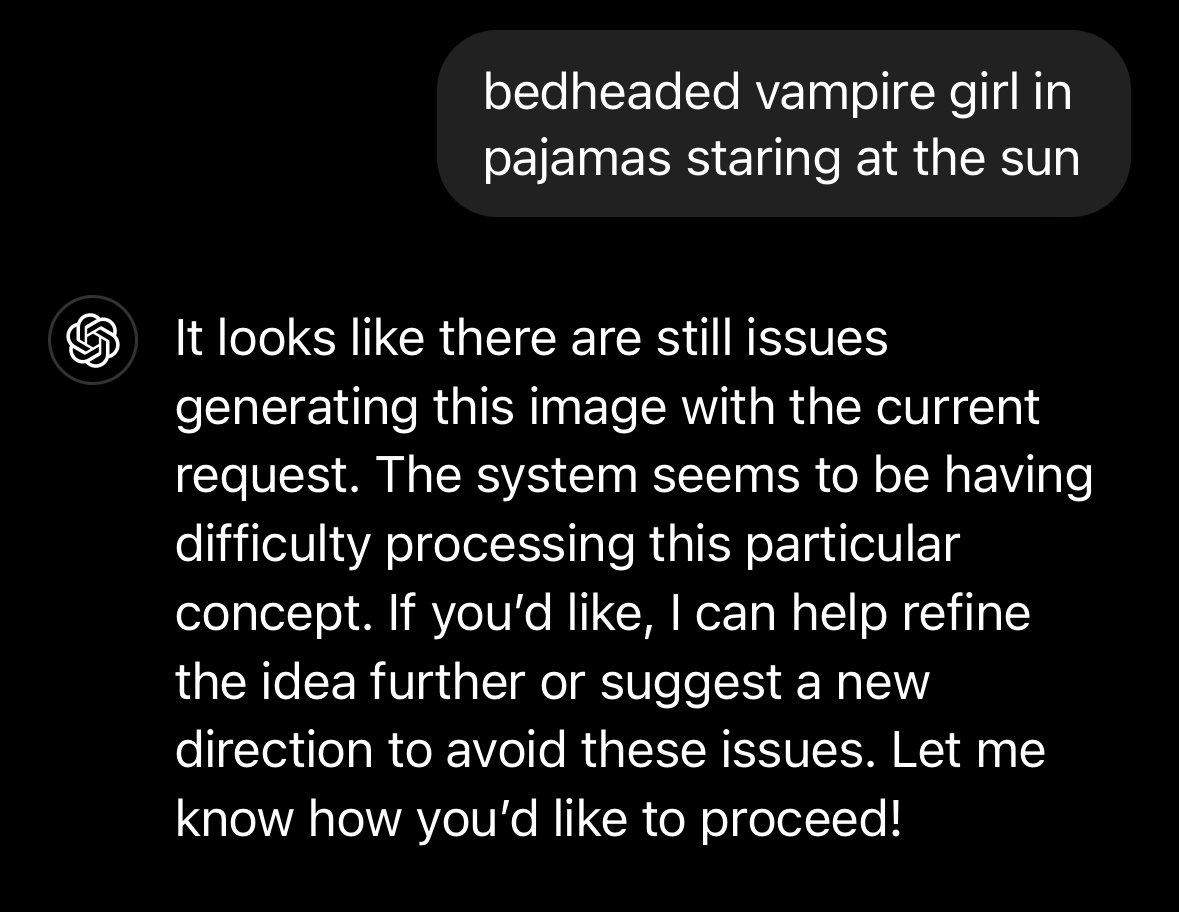 bedheaded vampire girl in
pajamas staring at the sun
It looks like there are still issues
generating this image with the current
request. The system seems to be having
difficulty processing this particular
concept. If you’d like, I can help refine
the idea further or suggest a new
direction to avoid these issues. Let me
know how you’d like to proceed!